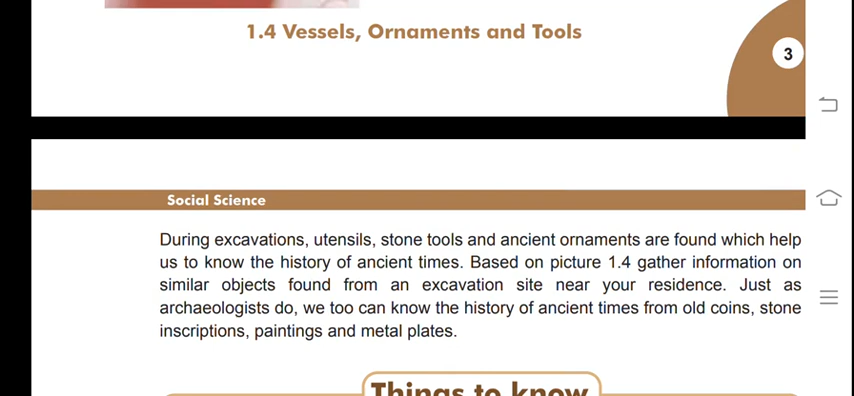 1.4 Vessels, Ornaments and Tools
3
Social Science
During excavations, utensils, stone tools and ancient ornaments are found which help
us to know the history of ancient times. Based on picture 1.4 gather information on
similar objects found from an excavation site near your residence. Just as
archaeologists do, we too can know the history of ancient times from old coins, stone
inscriptions, paintings and metal plates.
Things to know